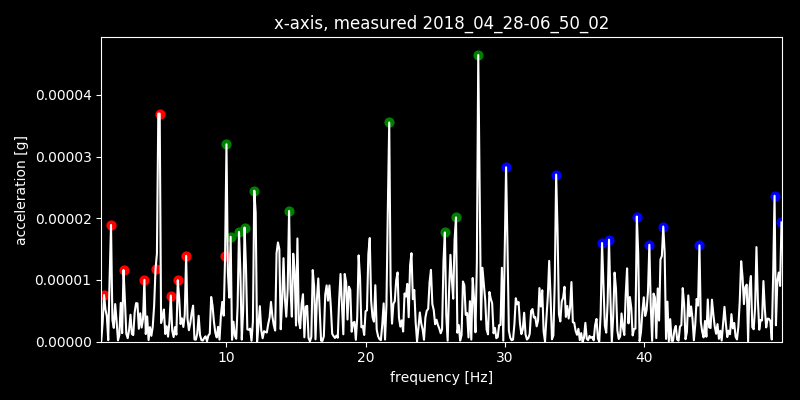 x-axis, measured 2018_04_28-06_50_02
acceleration [g]
0.00004
0.00003
0.00002
0.00001
0.00000
10 20 30 40
frequency [Hz]